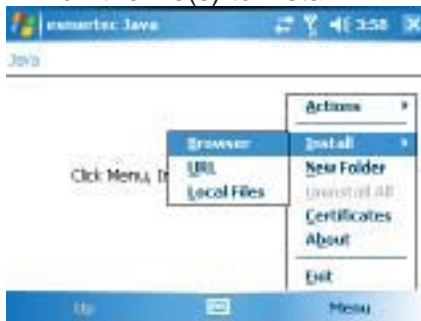 esmertec Java
3:58
Java
Actions
Browser
Install
URL
New Folder
Click Menu, I
Local Files
Uninstall All
Certificates
About
Exit
Up
Menu